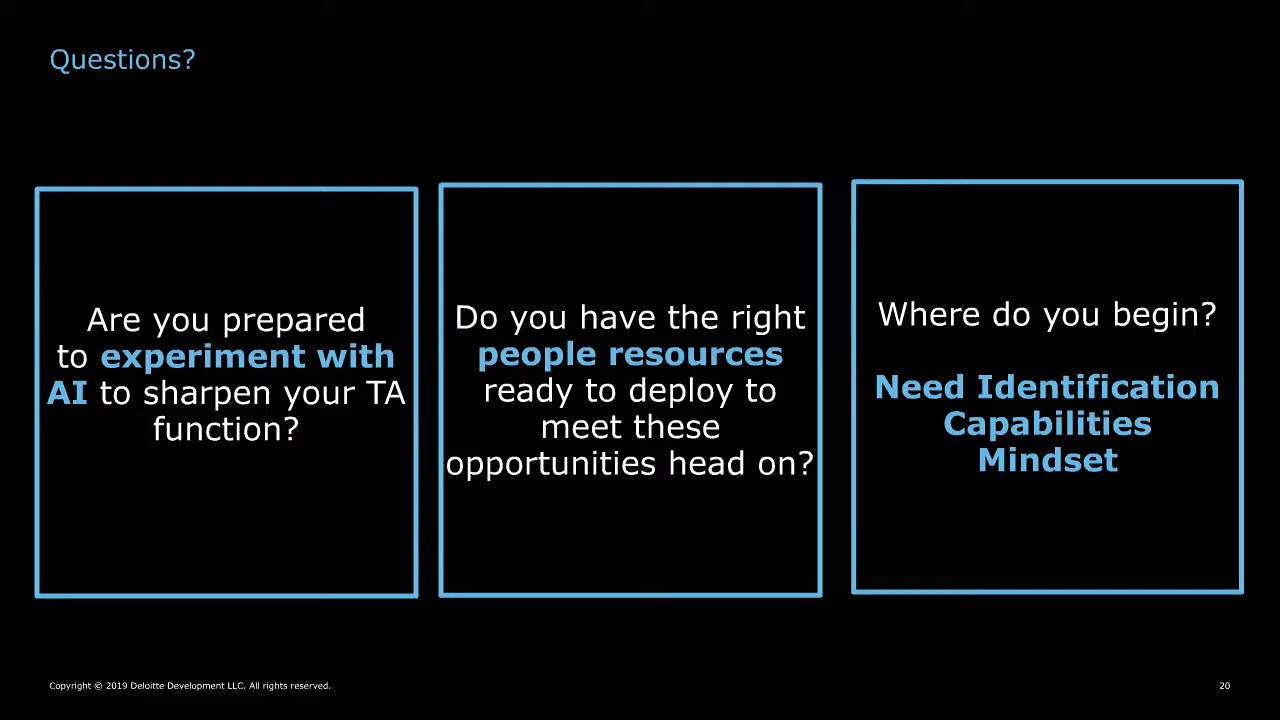 Questions?
Are you prepared
to experiment with
AI to sharpen your TA
function?
Do you have the right
people resources
ready to deploy to
meet these
opportunities head on?
Where do you begin?
Need Identification
Capabilities
Mindset
Copyright © 2019 Deloitte Development LLC. All rights reserved.
20